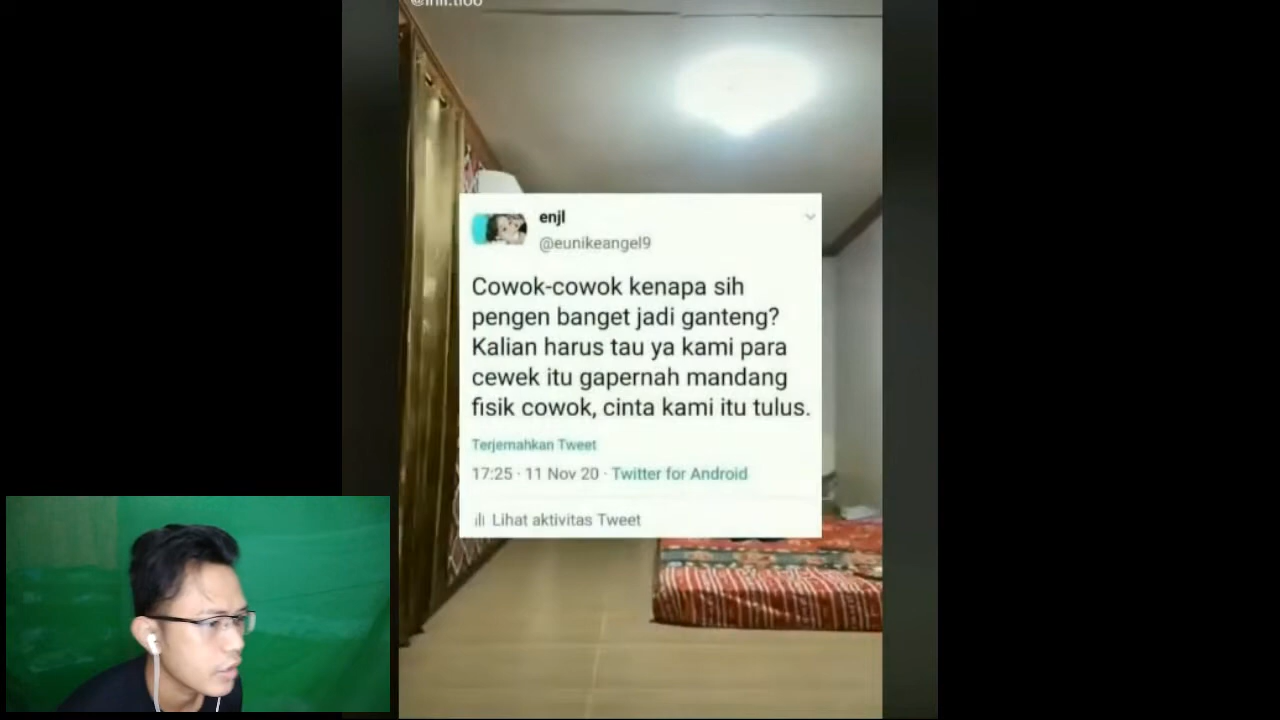 enjl
@eunikeangel9
Cowok-cowok kenapa sih
pengen banget jadi ganteng?
Kalian harus tau ya kami para
cewek itu gapernah mandang
fisik cowok, cinta kami itu tulus.
Terjemahkan Tweet
17:25 · 11 Nov 20 · Twitter for Android
Lihat aktivitas Tweet